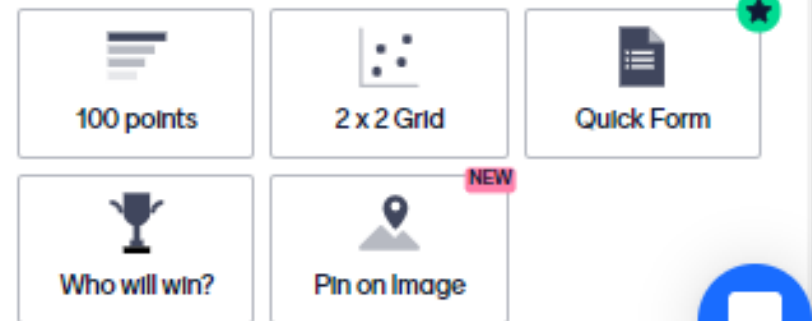 100 points
2 x 2 Grid
Quick Form
NEW
Who will win?
Pin on Image